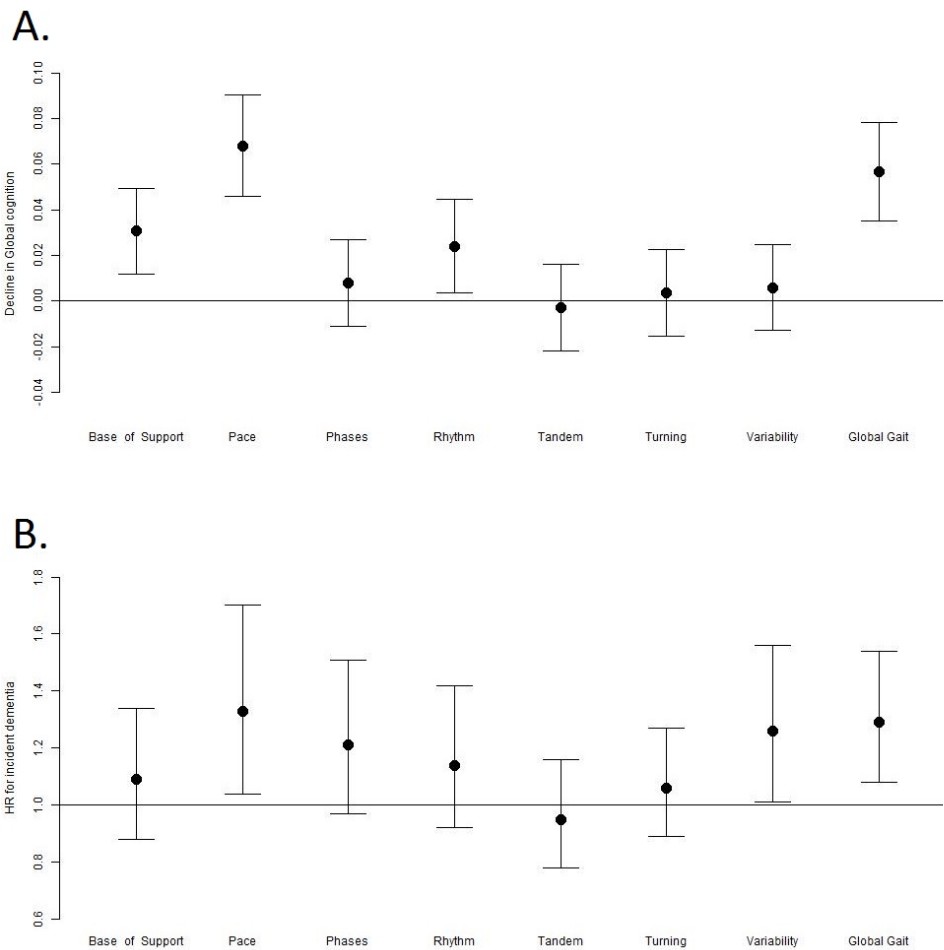 A.
Decline in Global cognition
0.10
0.08
0.06
0.04
0.02
0.00
-0.02
-0.04
Base of Support Pace Phases Rhythm Tandem Turning Variability Global Gait
B.
HR for incident dementia
1.8
1.6
1.4
1.2
1.0
0.8
0.6
Base of Support Pace Phases Rhythm Tandem Turning Variability Global Gait